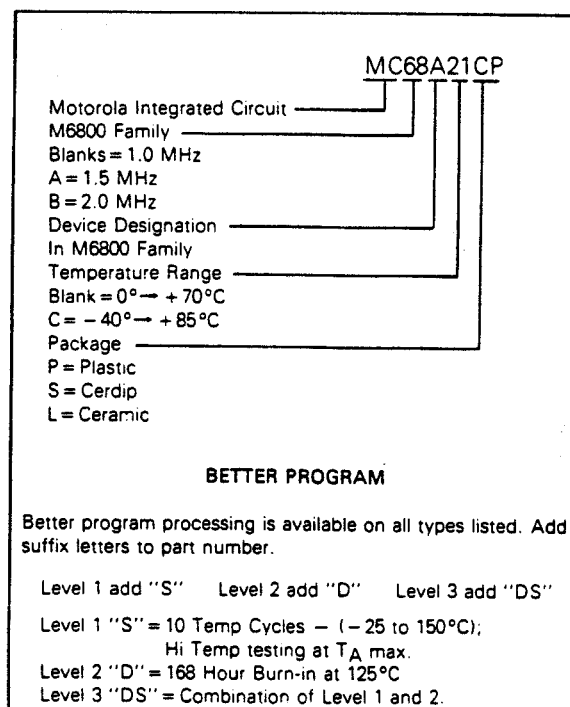 MC68A21CP
Motorola Integrated Circuit
M6800 Family
Blanks = 1.0 MHz
A = 1.5 MHz
B = 2.0 MHz
Device Designation
In M6800 Family
Temperature Range
Blank = 0° → + 70°C
C = - 40° → + 85°C
Package
P = Plastic
S = Cerdip
L = Ceramic
BETTER PROGRAM
Better program processing is available on all types listed. Add
suffix letters to part number.
Level 1 add "S" Level 2 add "D" Level 3 add "DS"
Level 1 "S" = 10 Temp Cycles — (- 25 to 150°C);
Hi Temp testing at TA max.
Level 2 "D" = 168 Hour Burn-in at 125°C
Level 3 "DS" = Combination of Level 1 and 2.